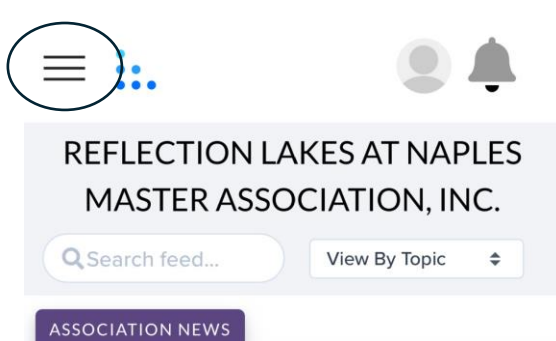 REFLECTION LAKES AT NAPLES
MASTER ASSOCIATION, INC.
Search feed...
View By Topic
ASSOCIATION NEWS